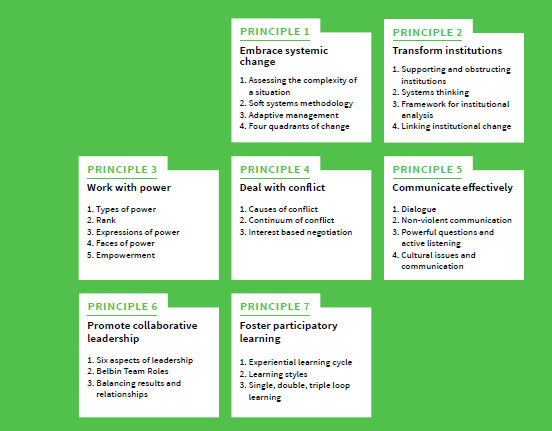 PRINCIPLE 1
Embrace systemic
change
1. Assessing the complexity of
a situation
2. Soft systems methodology
3. Adaptive management
4. Four quadrants of change
PRINCIPLE 2
Transform institutions
1. Supporting and obstructing
institutions
2. Systems thinking
3. Framework for institutional
analysis
4. Linking institutional change
PRINCIPLE 3
Work with power
1. Types of power
2. Rank
3. Expressions of power
4. Faces of power
5. Empowerment
PRINCIPLE 4
Deal with conflict
1. Causes of conflict
2. Continuum of conflict
3. Interest based negotiation
PRINCIPLE 5
Communicate effectively
1. Dialogue
2. Non-violent communication
3. Powerful questions and
active listening
4. Cultural issues and
communication
PRINCIPLE 6
Promote collaborative
leadership
1. Six aspects of leadership
2. Belbin Team Roles
3. Balancing results and
relationships
PRINCIPLE 7
Foster participatory
learning
1. Experiential learning cycle
2. Learning styles
3. Single, double, triple loop
learning